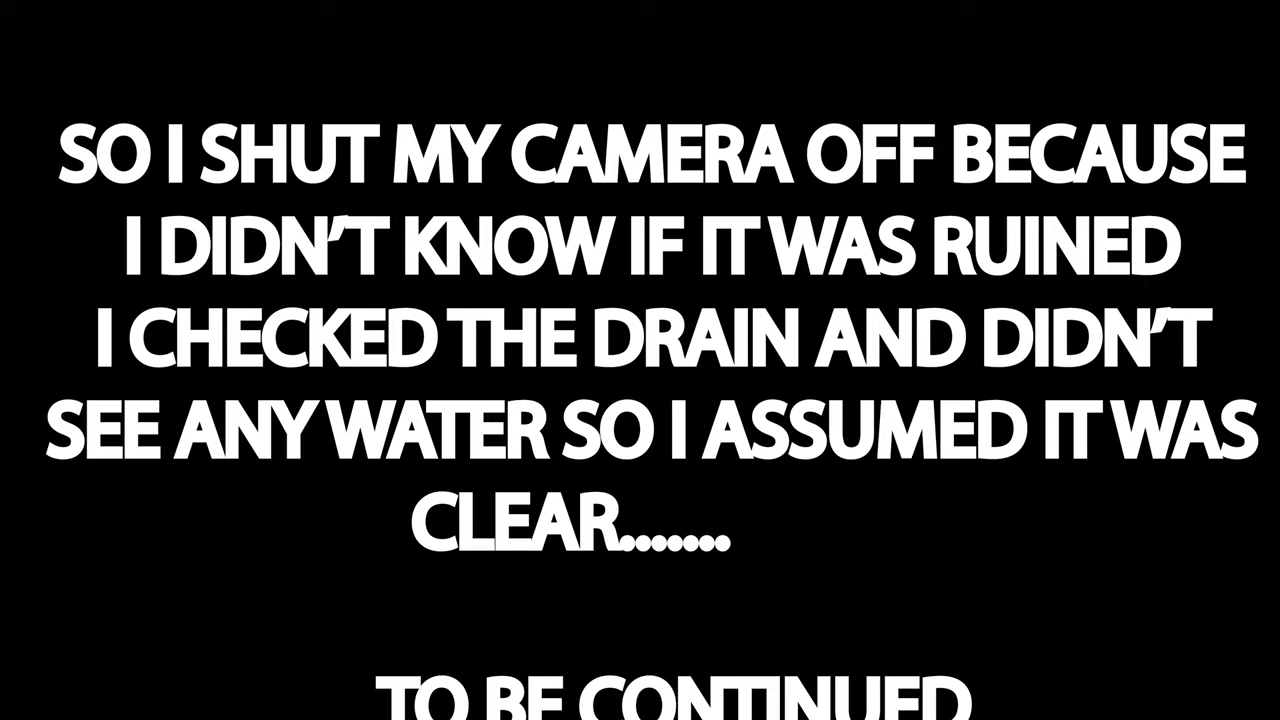 SO I SHUT MY CAMERA OFF BECAUSE
I DIDN’T KNOW IF IT WAS RUINED
I CHECKED THE DRAIN AND DIDN’T
SEE ANY WATER SO I ASSUMED IT WAS
CLEAR.......
TO BE CONTINUED